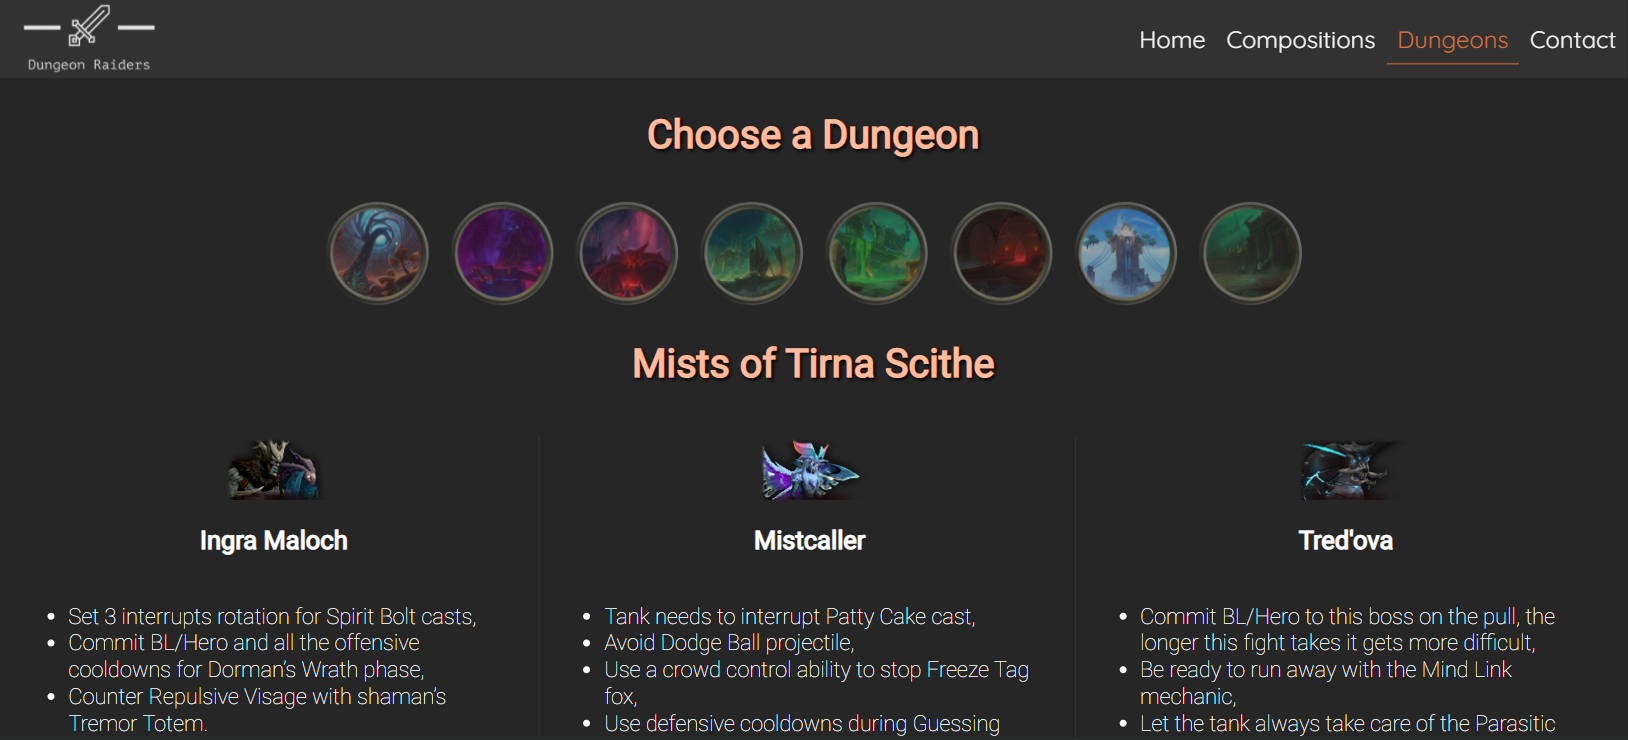 Dungeon Raiders
Home Compositions Dungeons Contact
Choose a Dungeon
Mists of Tirna Scithe
Ingra Maloch
Set 3 interrupts rotation for Spirit Bolt casts,
Commit BL/Hero and all the offensive
cooldowns for Dorman’s Wrath phase,
Counter Repulsive Visage with shaman’s
Tremor Totem.
Mistcaller
Tank needs to interrupt Patty Cake cast,
Avoid Dodge Ball projectile,
Use a crowd control ability to stop Freeze Tag
fox,
Use defensive cooldowns during Guessing
Tred'ova
Commit BL/Hero to this boss on the pull, the
longer this fight takes it gets more difficult,
Be ready to run away with the Mind Link
mechanic,
Let the tank always take care of the Parasitic